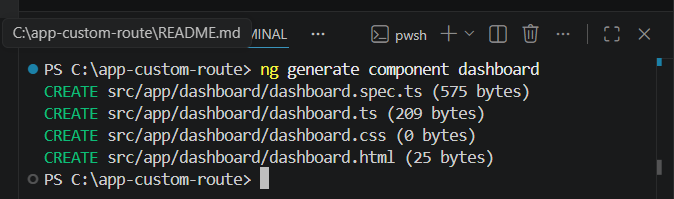 C:\app-custom-route\README.md
MINAL
pwsh
PS C:\app-custom-route> ng generate component dashboard
CREATE src/app/dashboard/dashboard.spec.ts (575 bytes)
CREATE src/app/dashboard/dashboard.ts (209 bytes)
CREATE src/app/dashboard/dashboard.css (0 bytes)
CREATE src/app/dashboard/dashboard.html (25 bytes)
PS C:\app-custom-route>